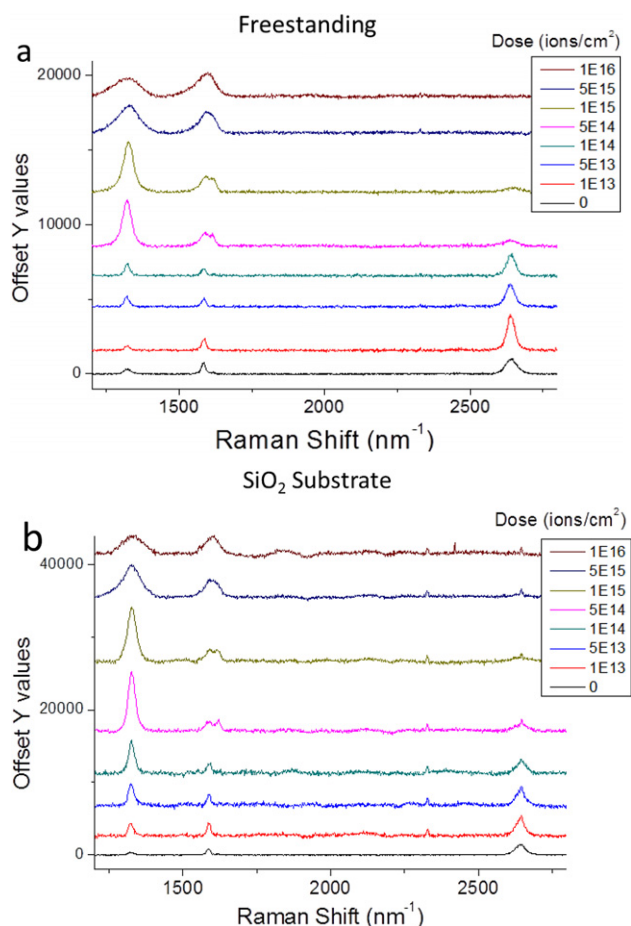 Freestanding
a
Dose (ions/cm²)
1E16
5E15
1E15
5E14
1E14
5E13
1E13
0
20000
10000
0
Offset Y values
1500
2000
2500
Raman Shift (nm⁻¹)
SiO₂ Substrate
b
Dose (ions/cm²)
1E16
5E15
1E15
5E14
1E14
5E13
1E13
0
40000
20000
0
Offset Y values
1500
2000
2500
Raman Shift (nm⁻¹)